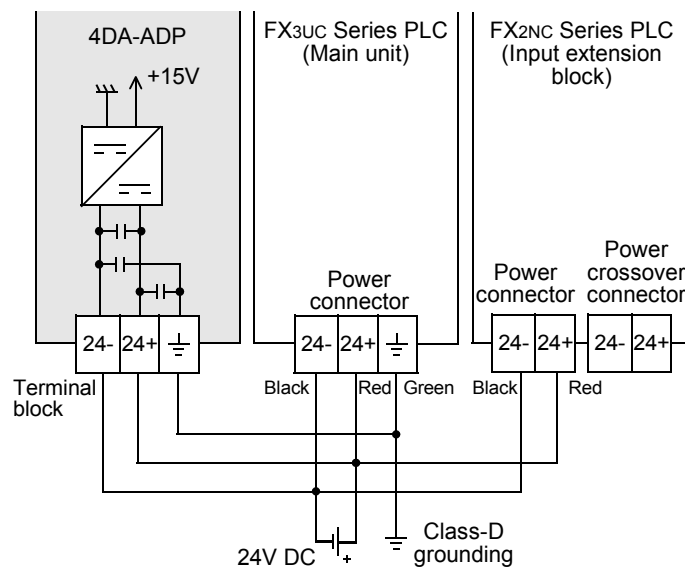 4DA-ADP
+15V
FX3UC Series PLC
(Main unit)
FX2NC Series PLC
(Input extension
block)
Power
connector
Power
connector
Power
crossover
connector
24- 24+
24- 24+
24- 24+
24- 24+
Terminal
block
Black Red Green
Black Red
24V DC
+
Class-D
grounding